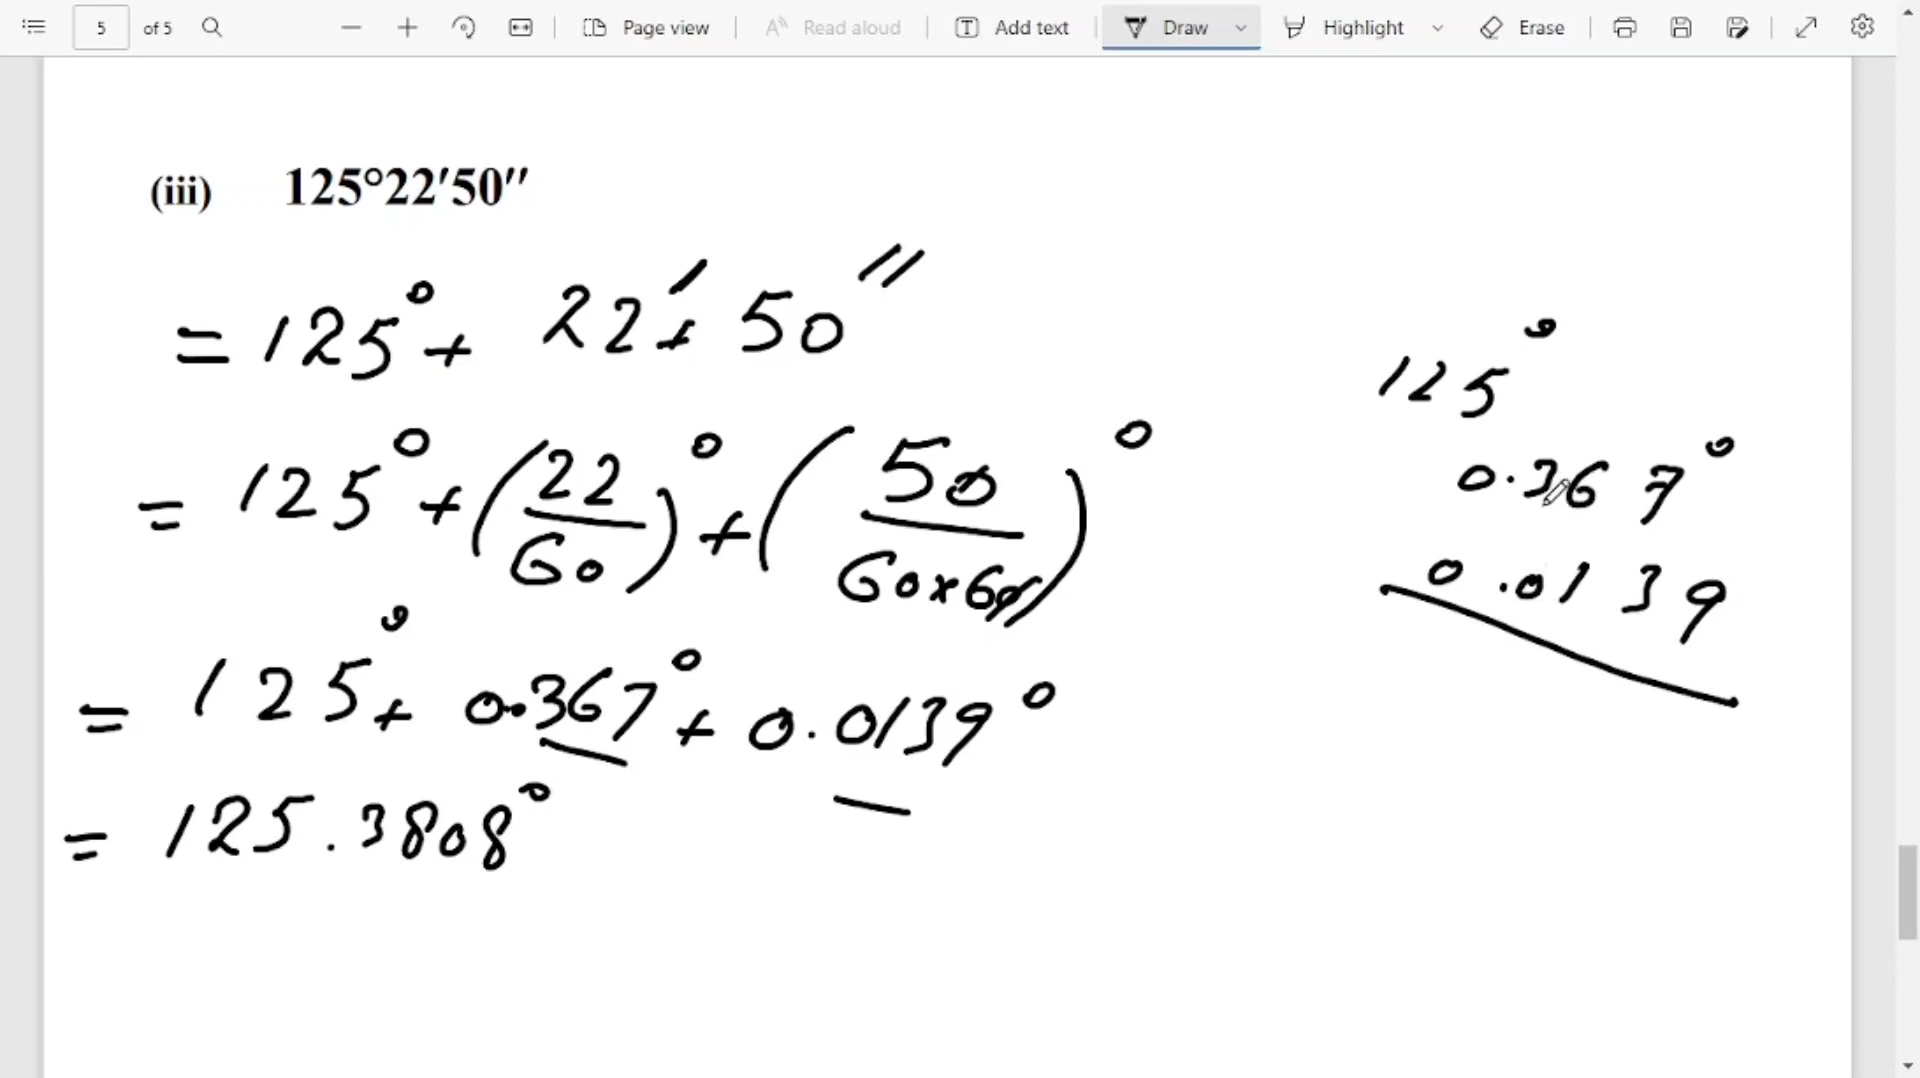 5 of 5 Page view Read aloud Add text Draw Highlight Erase
(iii) 125°22′50″
= 125° + 22′ + 50″
= 125° + (22/60)° + (50/60×60)°
= 125° + 0.367° + 0.0139°
= 125.3808°
125°
0.367°
0.0139